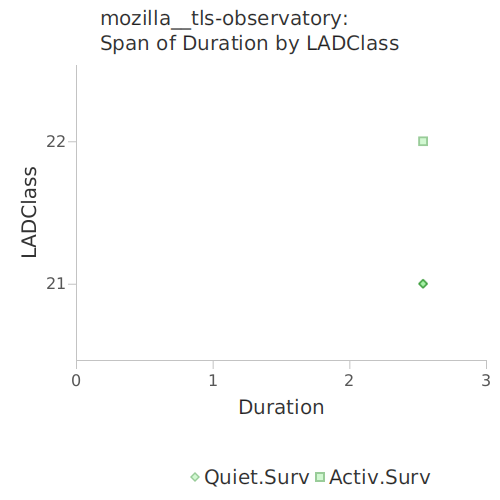 mozilla__tls-observatory:
Span of Duration by LADClass
LADClass
22
21
0 1 2 3
Duration
Quiet.Surv Activ.Surv